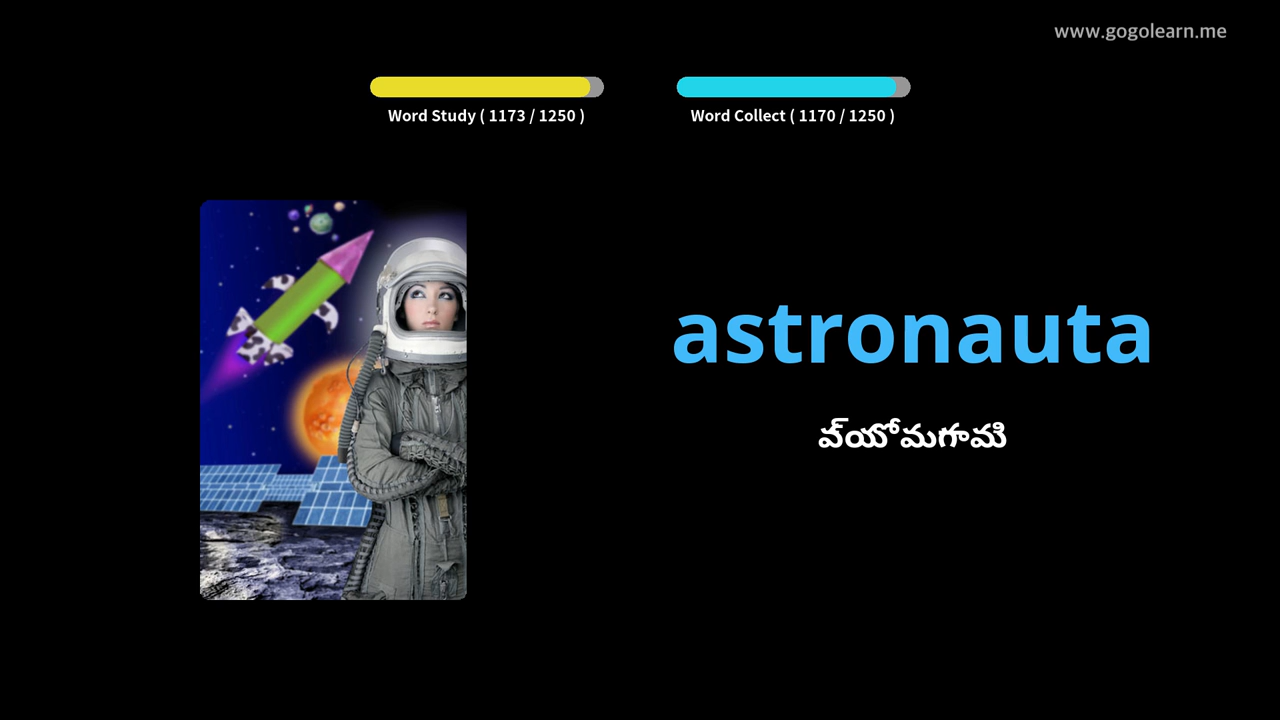 www.gogolearn.me
Word Study ( 1173 / 1250 )
Word Collect ( 1170 / 1250 )
astronauta
వ్యోమగామి